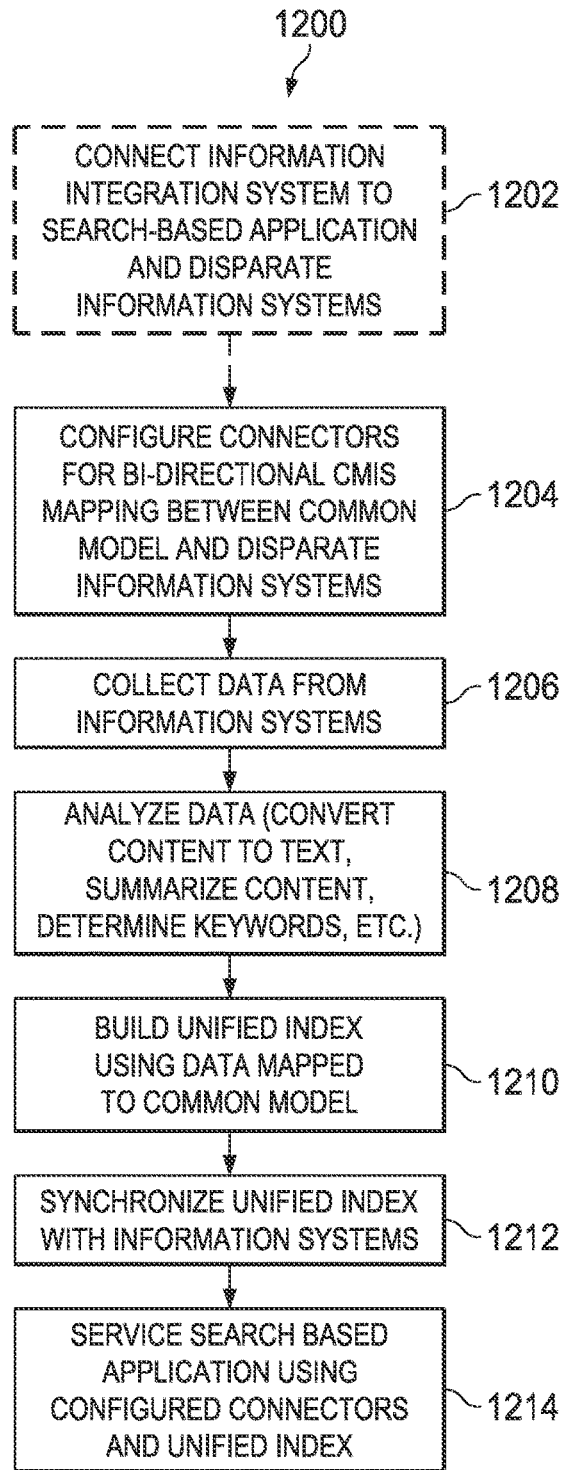 1200
CONNECT INFORMATION
INTEGRATION SYSTEM TO
SEARCH-BASED APPLICATION
AND DISPARATE
INFORMATION SYSTEMS
1202
CONFIGURE CONNECTORS
FOR BI-DIRECTIONAL CMIS
MAPPING BETWEEN COMMON
MODEL AND DISPARATE
INFORMATION SYSTEMS
1204
COLLECT DATA FROM
INFORMATION SYSTEMS
1206
ANALYZE DATA (CONVERT
CONTENT TO TEXT,
SUMMARIZE CONTENT,
DETERMINE KEYWORDS, ETC.)
1208
BUILD UNIFIED INDEX
USING DATA MAPPED
TO COMMON MODEL
1210
SYNCHRONIZE UNIFIED INDEX
WITH INFORMATION SYSTEMS
1212
SERVICE SEARCH BASED
APPLICATION USING
CONFIGURED CONNECTORS
AND UNIFIED INDEX
1214